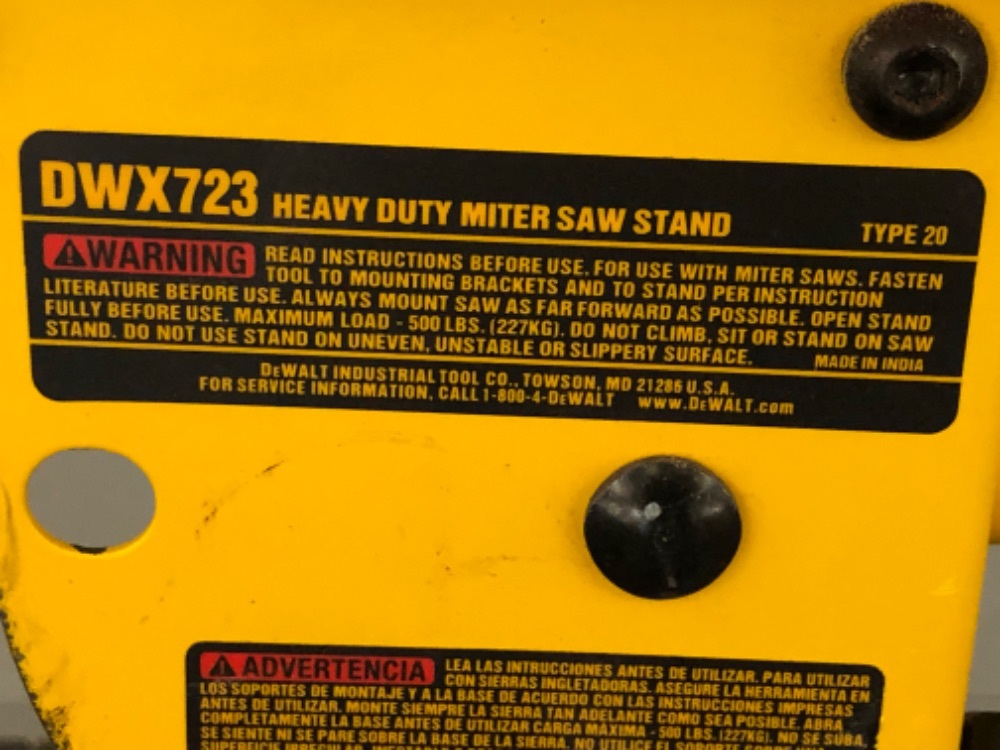 DWX723 HEAVY DUTY MITER SAW STAND TYPE 20
WARNING READ INSTRUCTIONS BEFORE USE. FOR USE WITH MITER SAWS. FASTEN
TOOL TO MOUNTING BRACKETS AND TO STAND PER INSTRUCTION
LITERATURE BEFORE USE. ALWAYS MOUNT SAW AS FAR FORWARD AS POSSIBLE. OPEN STAND
FULLY BEFORE USE. MAXIMUM LOAD - 500 LBS. (227KG). DO NOT CLIMB, SIT OR STAND ON SAW
STAND. DO NOT USE STAND ON UNEVEN, UNSTABLE OR SLIPPERY SURFACE. MADE IN INDIA
DEWALT INDUSTRIAL TOOL CO., TOWSON, MD 21286 U.S.A.
FOR SERVICE INFORMATION, CALL 1-800-4-DEWALT www.DEWALT.com
ADVERTENCIA LEA LAS INTRUCCIONES ANTES DE UTILIZAR. PARA UTILIZAR
CON SIERRAS INGLETADORAS. ASEGURE LA HERRAMIENTA EN
LOS SOPORTES DE MONTAJE Y A LA BASE DE ACUERDO CON LAS INSTRUCCIONES IMPRESAS
ANTES DE UTILIZAR. MONTE SIEMPRE LA SIERRA TAN ADELANTE COMO SEA POSIBLE. ABRA
COMPLETAMENTE LA BASE ANTES DE UTILIZAR CARGA MÁXIMA - 500 LBS. (227KG). NO SE SUBA,
SE SIENTE NI SE PARE SOBRE LA BASE DE LA SIERRA. NO UTILICE EL SOPORTE